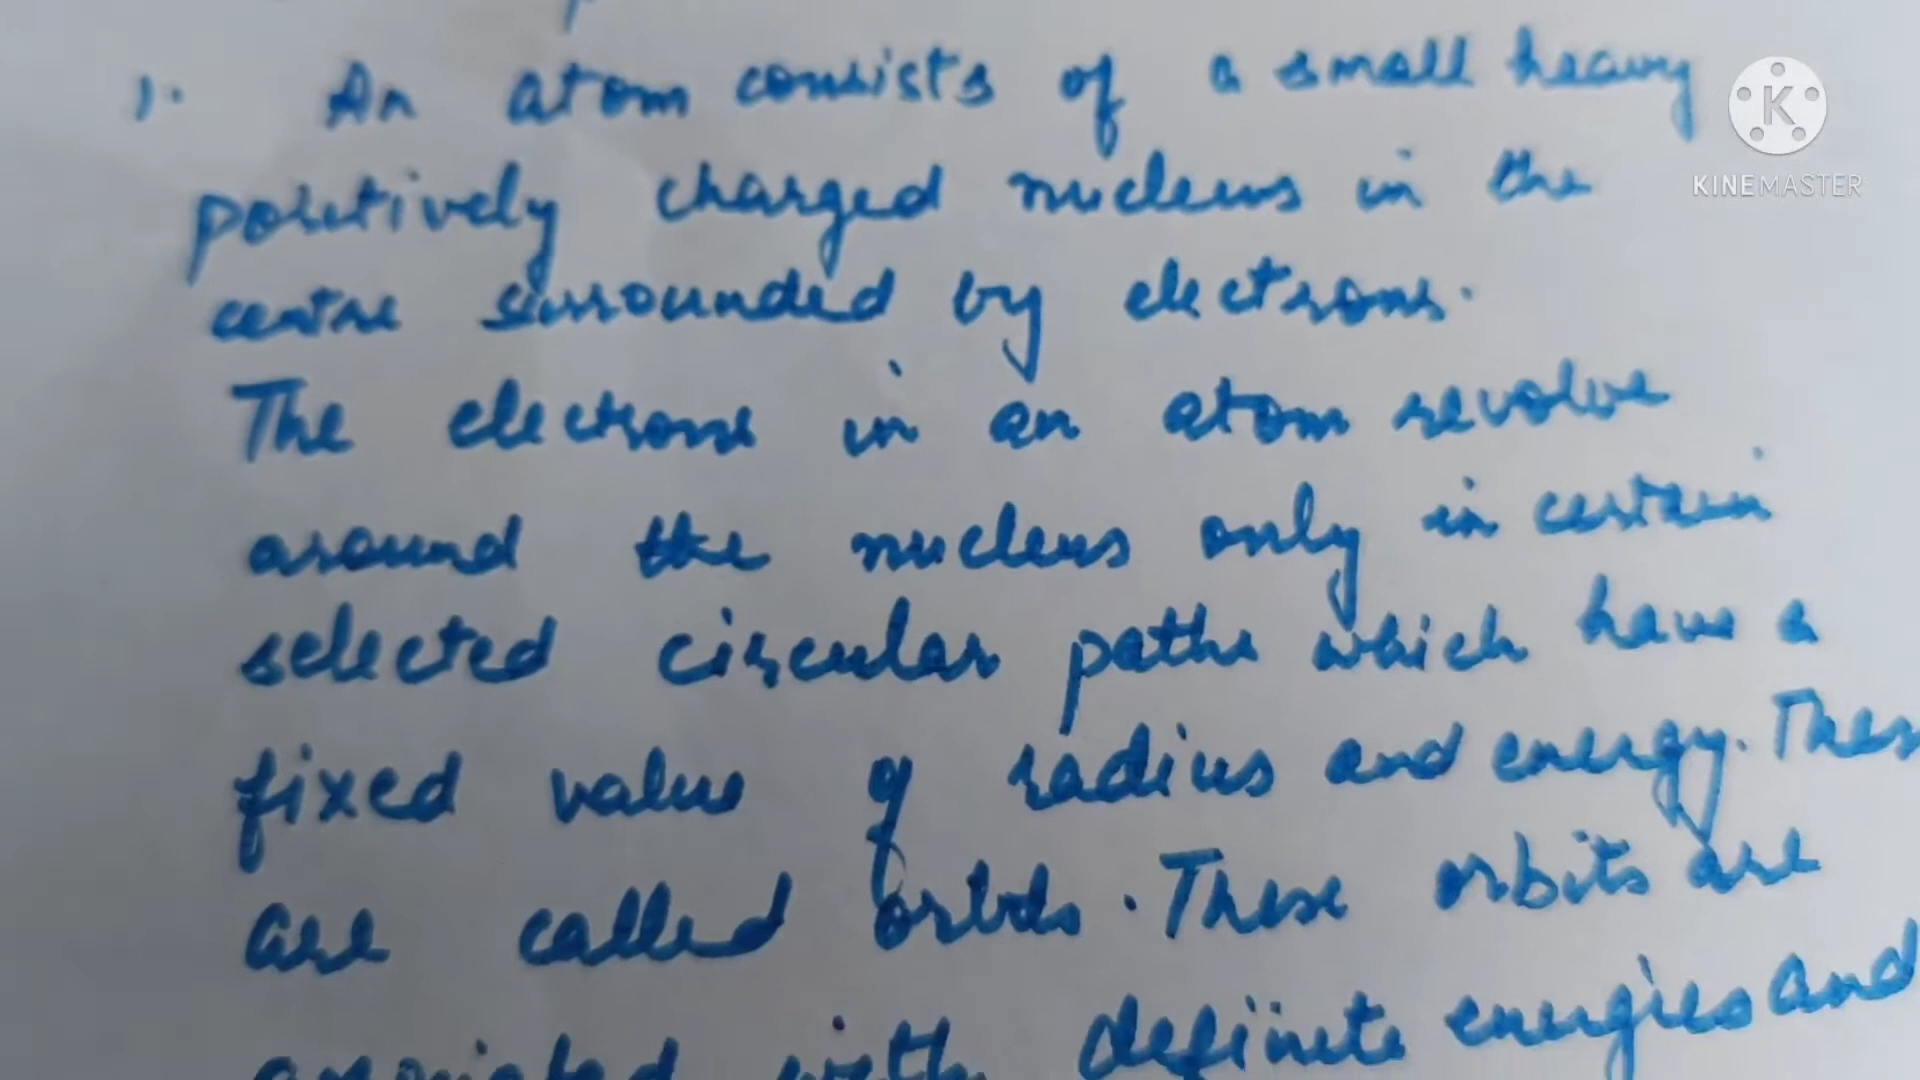 1. An atom consists of a small heavy
positively charged nucleus in the
centre surrounded by electrons.
The electrons in an atom revolve
around the nucleus only in certain
selected circular paths which have a
fixed value of radius and energy. These
are called orbits. These orbits are
associated with definite energies and
K
KINEMASTER